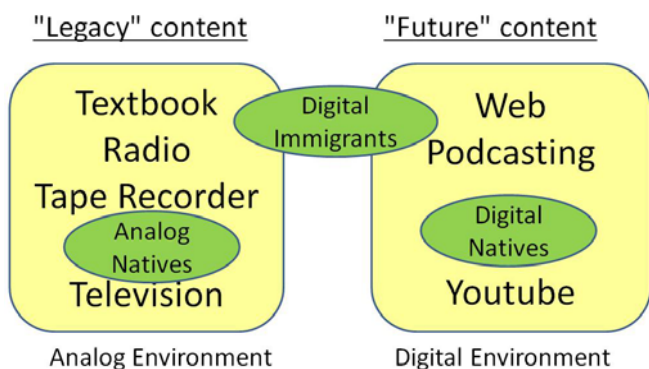 "Legacy" content
"Future" content
Textbook
Radio
Tape Recorder
Analog
Natives
Television
Digital
Immigrants
Web
Podcasting
Digital
Natives
Youtube
Analog Environment
Digital Environment